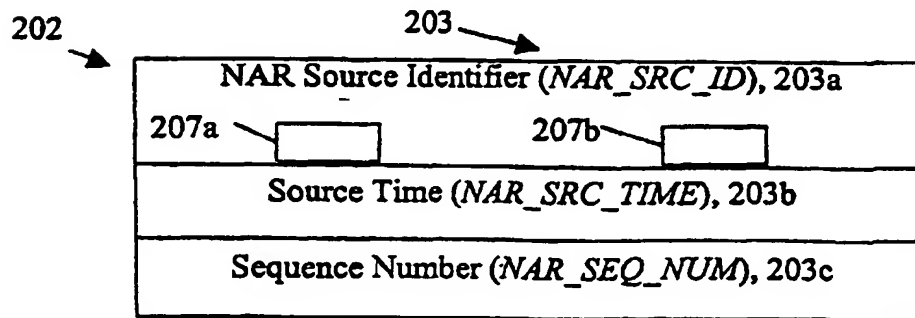 203
202
NAR Source Identifier (NAR_SRC_ID), 203a
207a 207b
Source Time (NAR_SRC_TIME), 203b
Sequence Number (NAR_SEQ_NUM), 203c